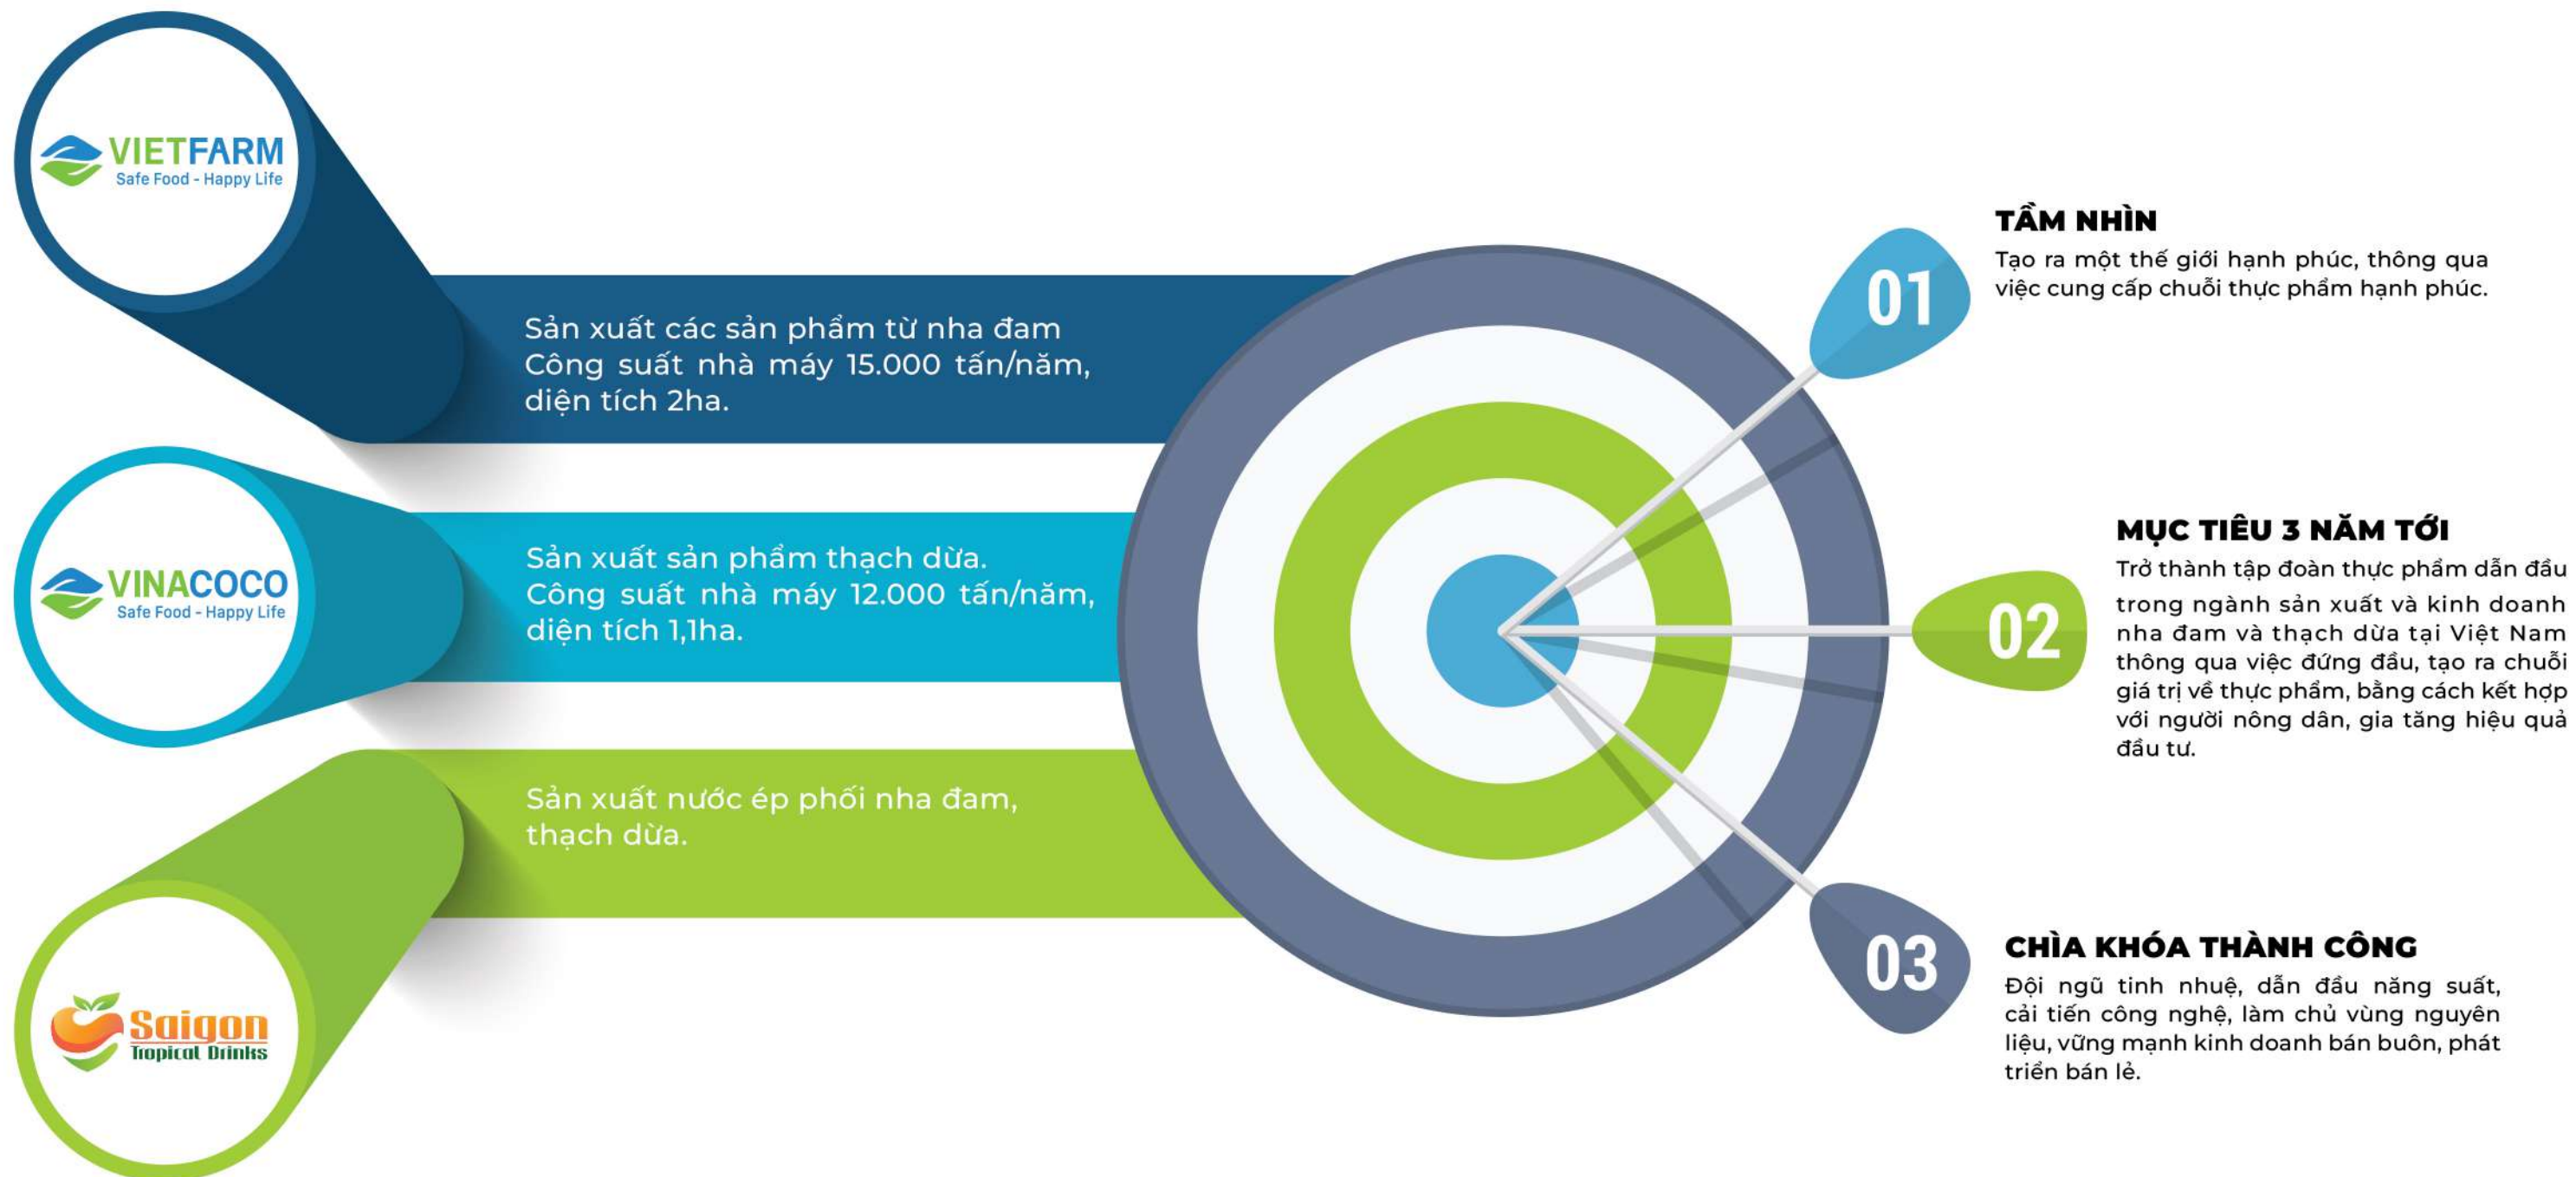 VIETFARM
Safe Food - Happy Life
Sản xuất các sản phẩm từ nha đam
Công suất nhà máy 15.000 tấn/năm,
diện tích 2ha.
VINACOCO
Safe Food - Happy Life
Sản xuất sản phẩm thạch dừa.
Công suất nhà máy 12.000 tấn/năm,
diện tích 1,1ha.
Saigon
Tropical Drinks
Sản xuất nước ép phối nha đam,
thạch dừa.
01
TẦM NHÌN
Tạo ra một thế giới hạnh phúc, thông qua
việc cung cấp chuỗi thực phẩm hạnh phúc.
02
MỤC TIÊU 3 NĂM TỚI
Trở thành tập đoàn thực phẩm dẫn đầu
trong ngành sản xuất và kinh doanh
nha đam và thạch dừa tại Việt Nam
thông qua việc đứng đầu, tạo ra chuỗi
giá trị về thực phẩm, bằng cách kết hợp
với người nông dân, gia tăng hiệu quả
đầu tư.
03
CHÌA KHÓA THÀNH CÔNG
Đội ngũ tinh nhuệ, dẫn đầu năng suất,
cải tiến công nghệ, làm chủ vùng nguyên
liệu, vững mạnh kinh doanh bán buôn, phát
triển bán lẻ.